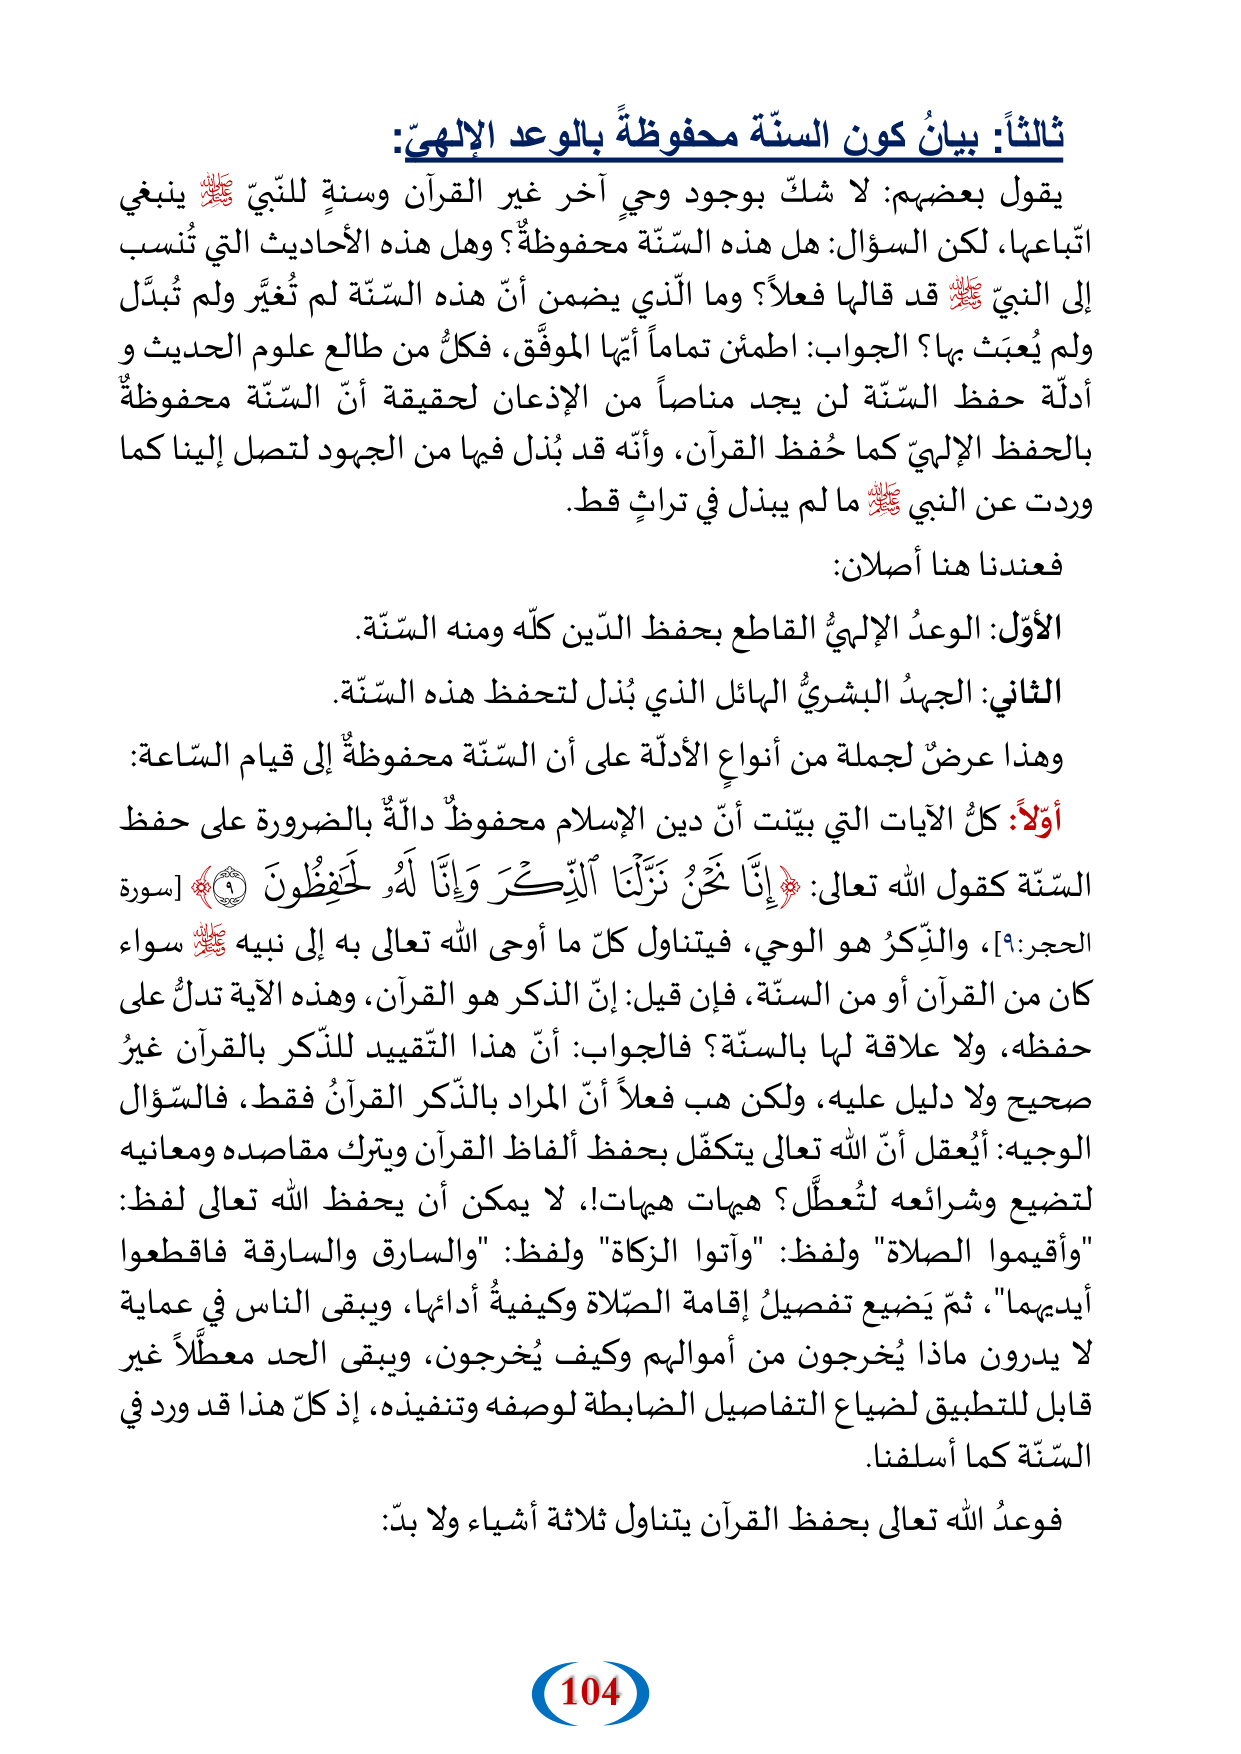 ثالثاً: بيانُ كون السنّة محفوظةً بالوعد الإلهيّ:
يقول بعضهم: لا شكّ بوجود وحيٍ آخر غير القرآن وسنةٍ للنّبيّ ﷺ ينبغي
اتّباعها، لكن السؤال: هل هذه السّنّة محفوظةٌ؟ وهل هذه الأحاديث التي تُنسب
إلى النبيّ ﷺ قد قالها فعلاً؟ وما الّذي يضمن أنّ هذه السّنّة لم تُغيَّر ولم تُبدَّل
ولم يُعبَث بها؟ الجواب: اطمئن تماماً أيّها الموفَّق، فكلُّ من طالع علوم الحديث و
أدلّة حفظ السّنّة لن يجد مناصاً من الإذعان لحقيقة أنّ السّنّة محفوظةٌ
بالحفظ الإلهيّ كما حُفظ القرآن، وأنّه قد بُذل فيها من الجهود لتصل إلينا كما
وردت عن النبي ﷺ ما لم يبذل في تراثٍ قط.
فعندنا هنا أصلان:
الأوّل: الوعدُ الإلهيُّ القاطع بحفظ الدّين كلّه ومنه السّنّة.
الثاني: الجهدُ البشريُّ الهائل الذي بُذل لتحفظ هذه السّنّة.
وهذا عرضٌ لجملة من أنواعٍ الأدلّة على أن السّنّة محفوظةٌ إلى قيام السّاعة:
أوّلاً: كلُّ الآيات التي بيّنت أنّ دين الإسلام محفوظٌ دالّةٌ بالضرورة على حفظ
السّنّة كقول الله تعالى: ﴿إِنَّا نَحْنُ نَزَّلْنَا ٱلذِّكْرَ وَإِنَّا لَهُۥ لَحَٰفِظُونَ ۝٩﴾ [سورة
الحجر:٩]، والذِّكرُ هو الوحي، فيتناول كلّ ما أوحى الله تعالى به إلى نبيه ﷺ سواء
كان من القرآن أو من السنّة، فإن قيل: إنّ الذكر هو القرآن، وهذه الآية تدلُّ على
حفظه، ولا علاقة لها بالسنّة؟ فالجواب: أنّ هذا التّقييد للذّكر بالقرآن غيرُ
صحيح ولا دليل عليه، ولكن هب فعلاً أنّ المراد بالذّكر القرآنُ فقط، فالسّؤال
الوجيه: أيُعقل أنّ الله تعالى يتكفّل بحفظ ألفاظ القرآن ويترك مقاصده ومعانيه
لتضيع وشرائعه لتُعطَّل؟ هيهات هيهات!، لا يمكن أن يحفظ الله تعالى لفظ:
"وأقيموا الصلاة" ولفظ: "وآتوا الزكاة" ولفظ: "والسارق والسارقة فاقطعوا
أيديهما"، ثمّ يَضيع تفصيلُ إقامة الصّلاة وكيفيةُ أدائها، ويبقى الناس في عماية
لا يدرون ماذا يُخرجون من أموالهم وكيف يُخرجون، ويبقى الحد معطَّلاً غير
قابل للتطبيق لضياع التفاصيل الضابطة لوصفه وتنفيذه، إذ كلّ هذا قد ورد في
السّنّة كما أسلفنا.
فوعدُ الله تعالى بحفظ القرآن يتناول ثلاثة أشياء ولا بدّ:
104